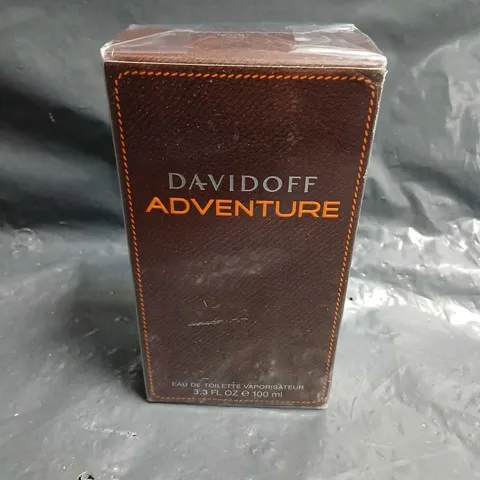 DAVIDOFF
ADVENTURE
EAU DE TOILETTE VAPORISATEUR
3.3 FL OZ ℮ 100 ml